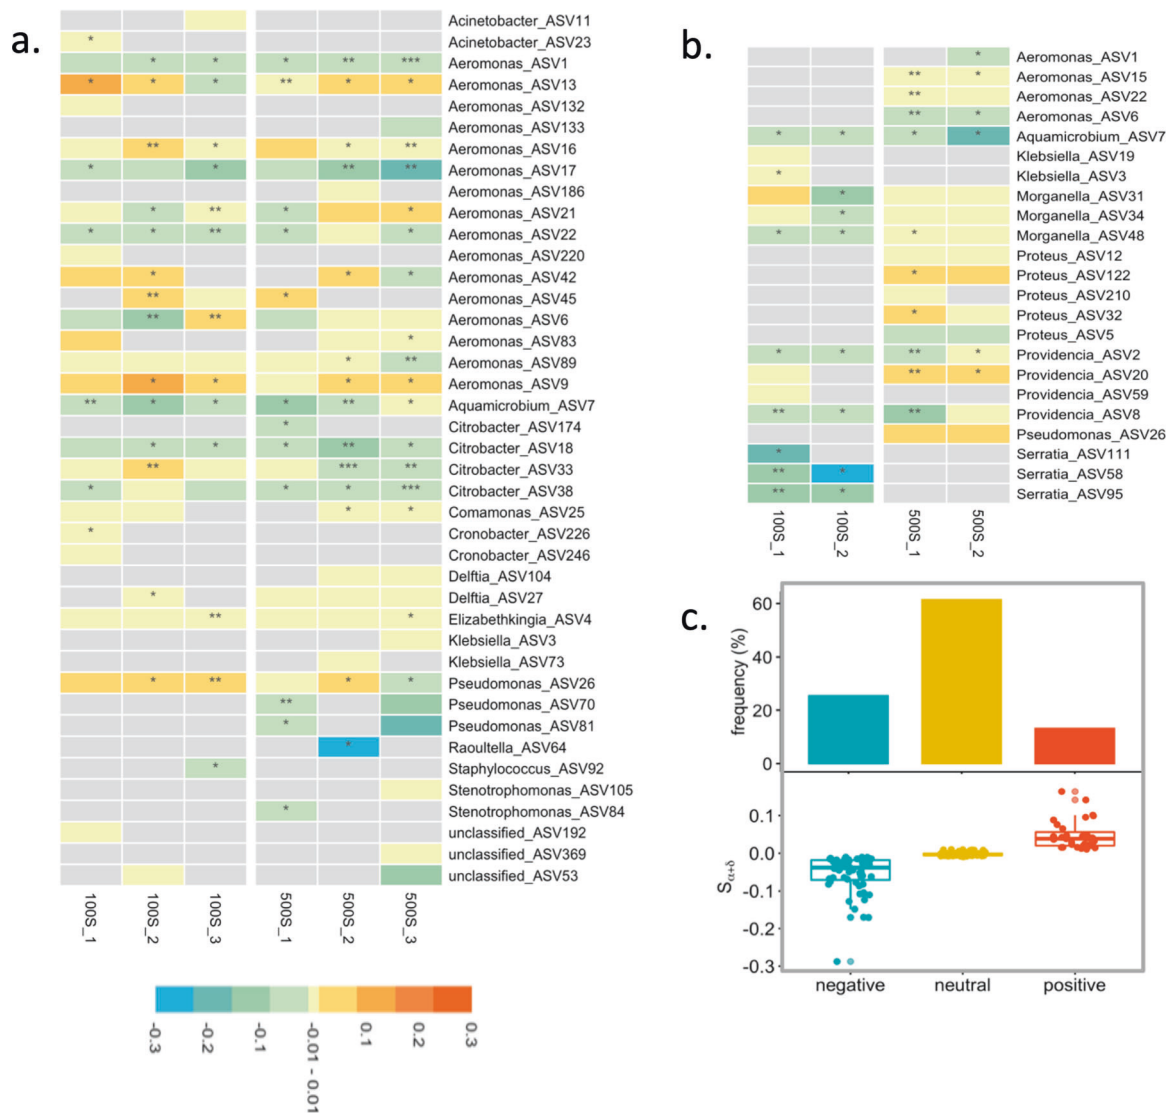 a.
* Acinetobacter_ASV11
* Acinetobacter_ASV23
* * * ** *** Aeromonas_ASV1
* * * ** * * Aeromonas_ASV13
Aeromonas_ASV132
Aeromonas_ASV133
** * * ** Aeromonas_ASV16
* * ** ** Aeromonas_ASV17
Aeromonas_ASV186
* ** * * Aeromonas_ASV21
* * ** * * Aeromonas_ASV22
Aeromonas_ASV220
* * * Aeromonas_ASV42
** * Aeromonas_ASV45
** ** Aeromonas_ASV6
* Aeromonas_ASV83
* ** Aeromonas_ASV89
* * * * Aeromonas_ASV9
** * * * ** * Aquamicrobium_ASV7
* Citrobacter_ASV174
* * * ** * Citrobacter_ASV18
** *** ** Citrobacter_ASV33
* * * *** Citrobacter_ASV38
* * Comamonas_ASV25
* Cronobacter_ASV226
Cronobacter_ASV246
Delftia_ASV104
* Delftia_ASV27
** * Elizabethkingia_ASV4
Klebsiella_ASV3
Klebsiella_ASV73
* ** * * Pseudomonas_ASV26
** Pseudomonas_ASV70
* Pseudomonas_ASV81
* Raoultella_ASV64
* Staphylococcus_ASV92
Stenotrophomonas_ASV105
* Stenotrophomonas_ASV84
unclassified_ASV192
unclassified_ASV369
unclassified_ASV53
100S_1 100S_2 100S_3 500S_1 500S_2 500S_3
-0.3 -0.2 -0.1 -0.01 - 0.01 0.1 0.2 0.3
b.
* Aeromonas_ASV1
** * Aeromonas_ASV15
** Aeromonas_ASV22
** * Aeromonas_ASV6
* * * * Aquamicrobium_ASV7
Klebsiella_ASV19
* Klebsiella_ASV3
* Morganella_ASV31
* Morganella_ASV34
* * * Morganella_ASV48
Proteus_ASV12
* Proteus_ASV122
Proteus_ASV210
* Proteus_ASV32
Proteus_ASV5
* * ** * Providencia_ASV2
** * Providencia_ASV20
Providencia_ASV59
** * ** Providencia_ASV8
Pseudomonas_ASV26
* Serratia_ASV111
** * Serratia_ASV58
** * Serratia_ASV95
100S_1 100S_2 500S_1 500S_2
c.
frequency (%)
60
40
20
0
Sα+δ
0.1
0.0
-0.1
-0.2
-0.3
negative neutral positive